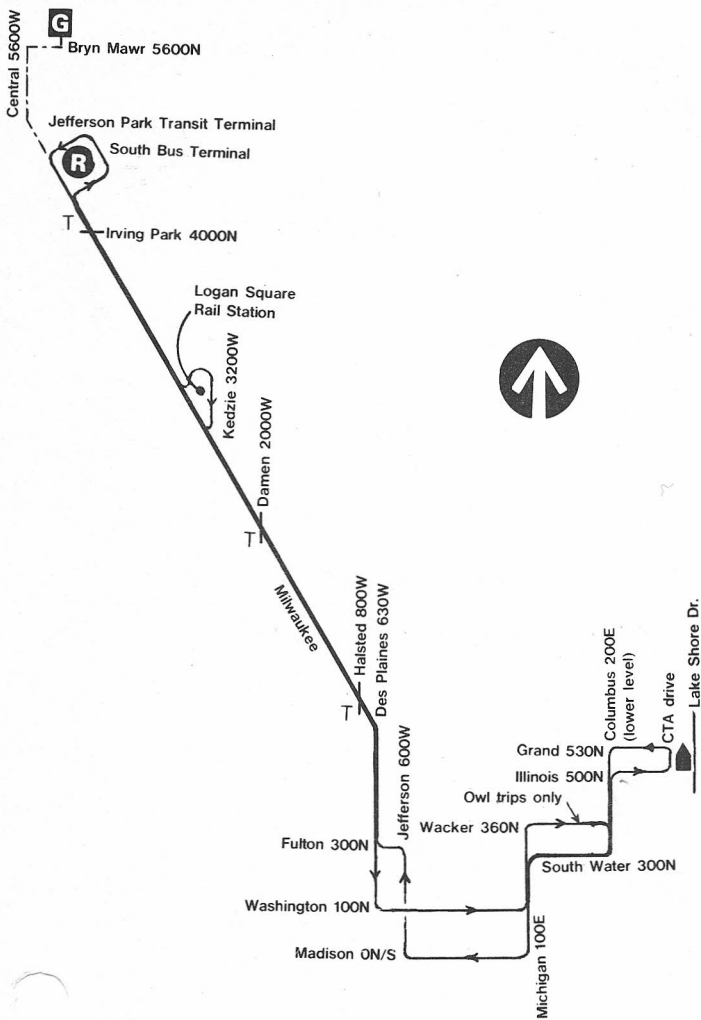 G
Central 5600W
Bryn Mawr 5600N
Jefferson Park Transit Terminal
South Bus Terminal
R
T
Irving Park 4000N
Logan Square
Rail Station
Kedzie 3200W
Damen 2000W
T
Milwaukee
Halsted 800W
Des Plaines 630W
T
Jefferson 600W
Columbus 200E
(lower level)
CTA drive
Lake Shore Dr.
Grand 530N
Illinois 500N
Owl trips only
Wacker 360N
Fulton 300N
South Water 300N
Washington 100N
Madison 0N/S
Michigan 100E